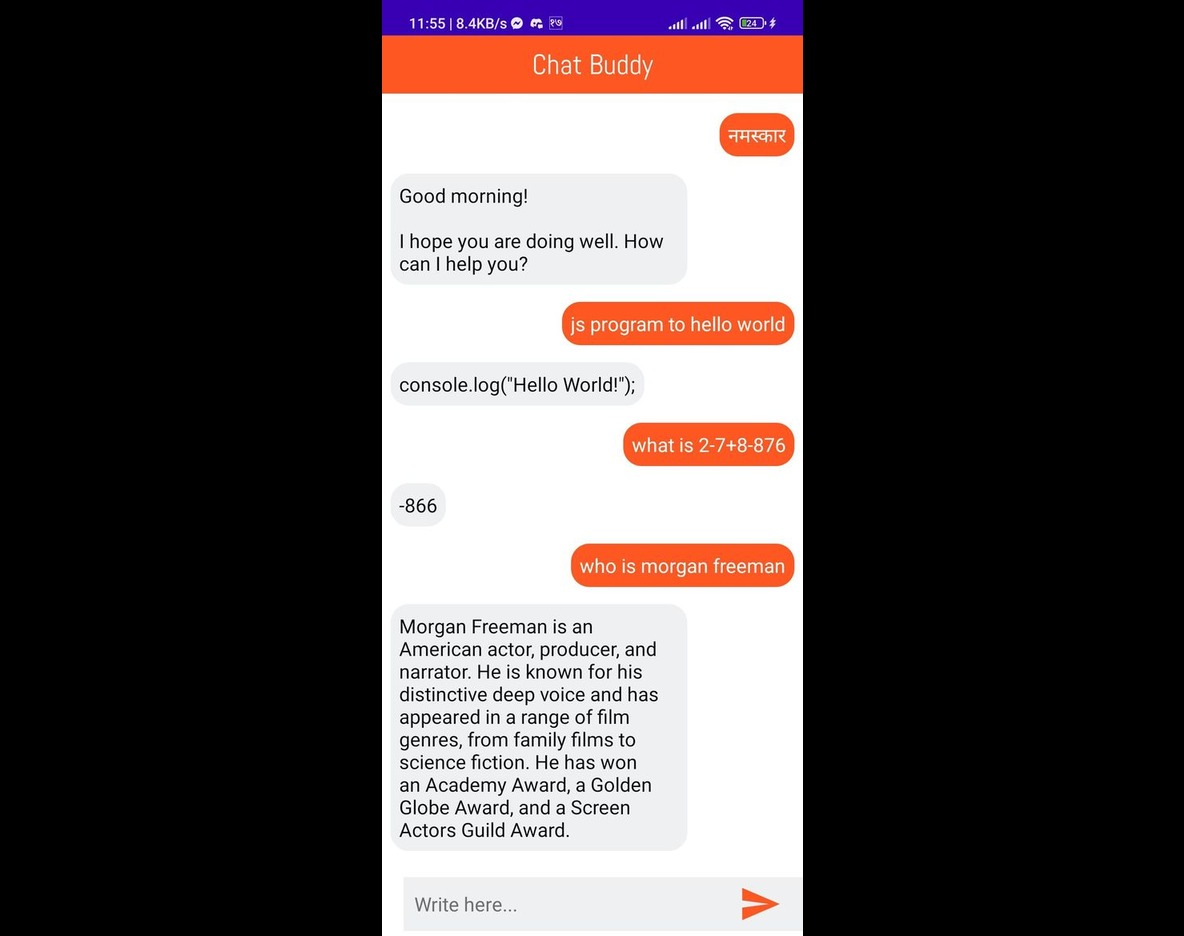 11:55 | 8.4KB/s
24
Chat Buddy
नमस्कार
Good morning!
I hope you are doing well. How
can I help you?
js program to hello world
console.log("Hello World!");
what is 2-7+8-876
-866
who is morgan freeman
Morgan Freeman is an
American actor, producer, and
narrator. He is known for his
distinctive deep voice and has
appeared in a range of film
genres, from family films to
science fiction. He has won
an Academy Award, a Golden
Globe Award, and a Screen
Actors Guild Award.
Write here...